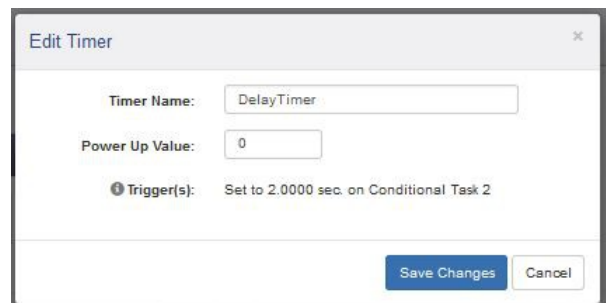 Edit Timer ×
Timer Name: DelayTimer
Power Up Value: 0
Trigger(s): Set to 2.0000 sec. on Conditional Task 2
Save Changes Cancel